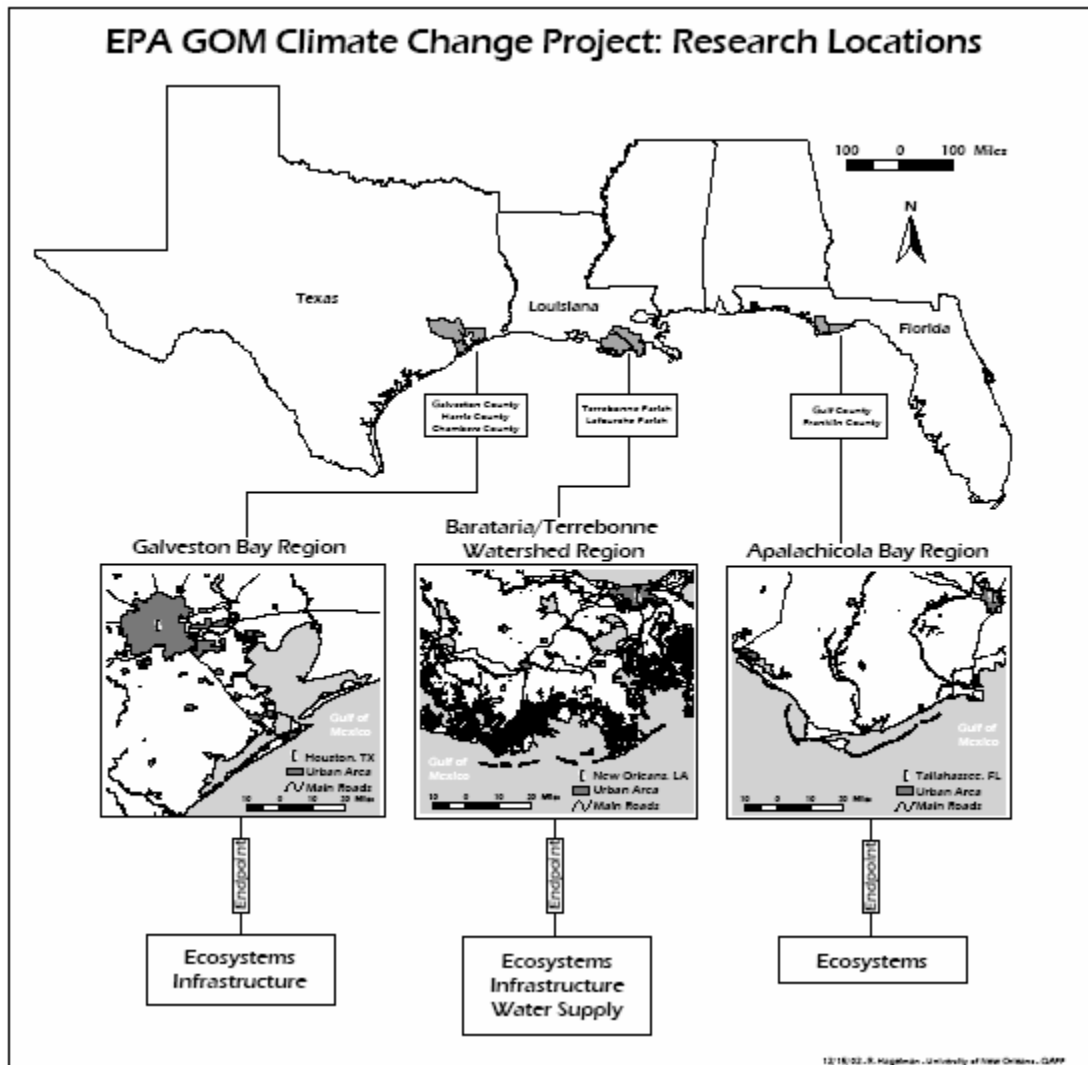 EPA GOM Climate Change Project: Research Locations
100 0 100 Miles
N
Texas
Louisiana
Florida
Galveston County
Harris County
Chambers County
Terrebonne Parish
Lafourche Parish
Gulf County
Franklin County
Galveston Bay Region
Barataria/Terrebonne
Watershed Region
Apalachicola Bay Region
Gulf of
Mexico
Houston, TX
Urban Area
Main Roads
10 0 10 20 Miles
Gulf of
Mexico
New Orleans, LA
Urban Area
Main Roads
10 0 10 20 Miles
Gulf of
Mexico
Tallahassee, FL
Urban Area
Main Roads
10 0 10 20 Miles
Endpoint
Endpoint
Endpoint
Ecosystems
Infrastructure
Ecosystems
Infrastructure
Water Supply
Ecosystems
R. Hagelman - University of New Orleans -